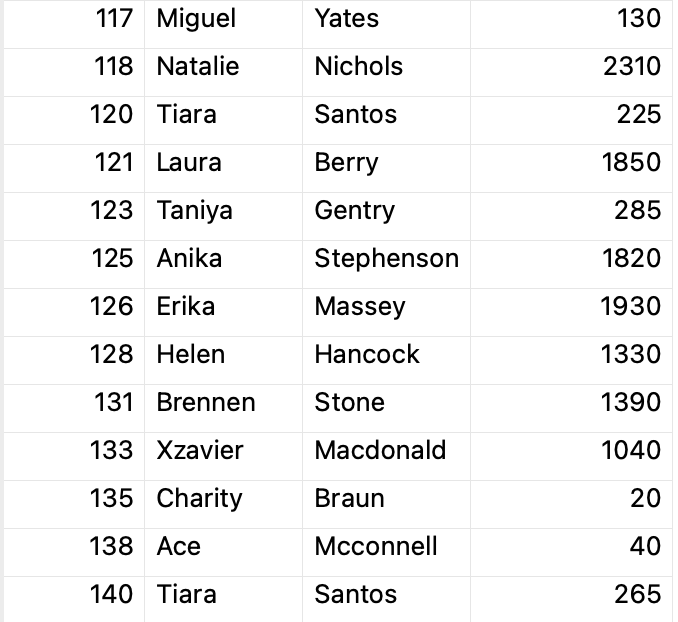 117 Miguel Yates 130
118 Natalie Nichols 2310
120 Tiara Santos 225
121 Laura Berry 1850
123 Taniya Gentry 285
125 Anika Stephenson 1820
126 Erika Massey 1930
128 Helen Hancock 1330
131 Brennen Stone 1390
133 Xzavier Macdonald 1040
135 Charity Braun 20
138 Ace Mcconnell 40
140 Tiara Santos 265